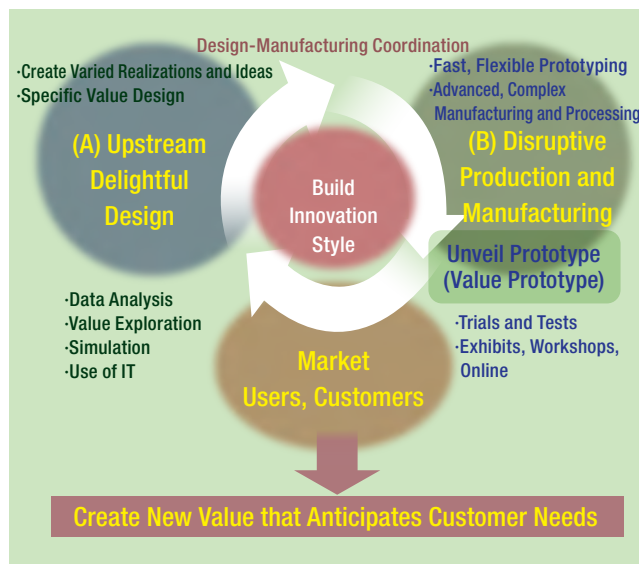 Design-Manufacturing Coordination
·Create Varied Realizations and Ideas
·Specific Value Design
(A) Upstream
Delightful
Design
·Fast, Flexible Prototyping
·Advanced, Complex
Manufacturing and Processing
(B) Disruptive
Production and
Manufacturing
Build
Innovation
Style
Unveil Prototype
(Value Prototype)
·Data Analysis
·Value Exploration
·Simulation
·Use of IT
·Trials and Tests
·Exhibits, Workshops,
Online
Market
Users, Customers
Create New Value that Anticipates Customer Needs